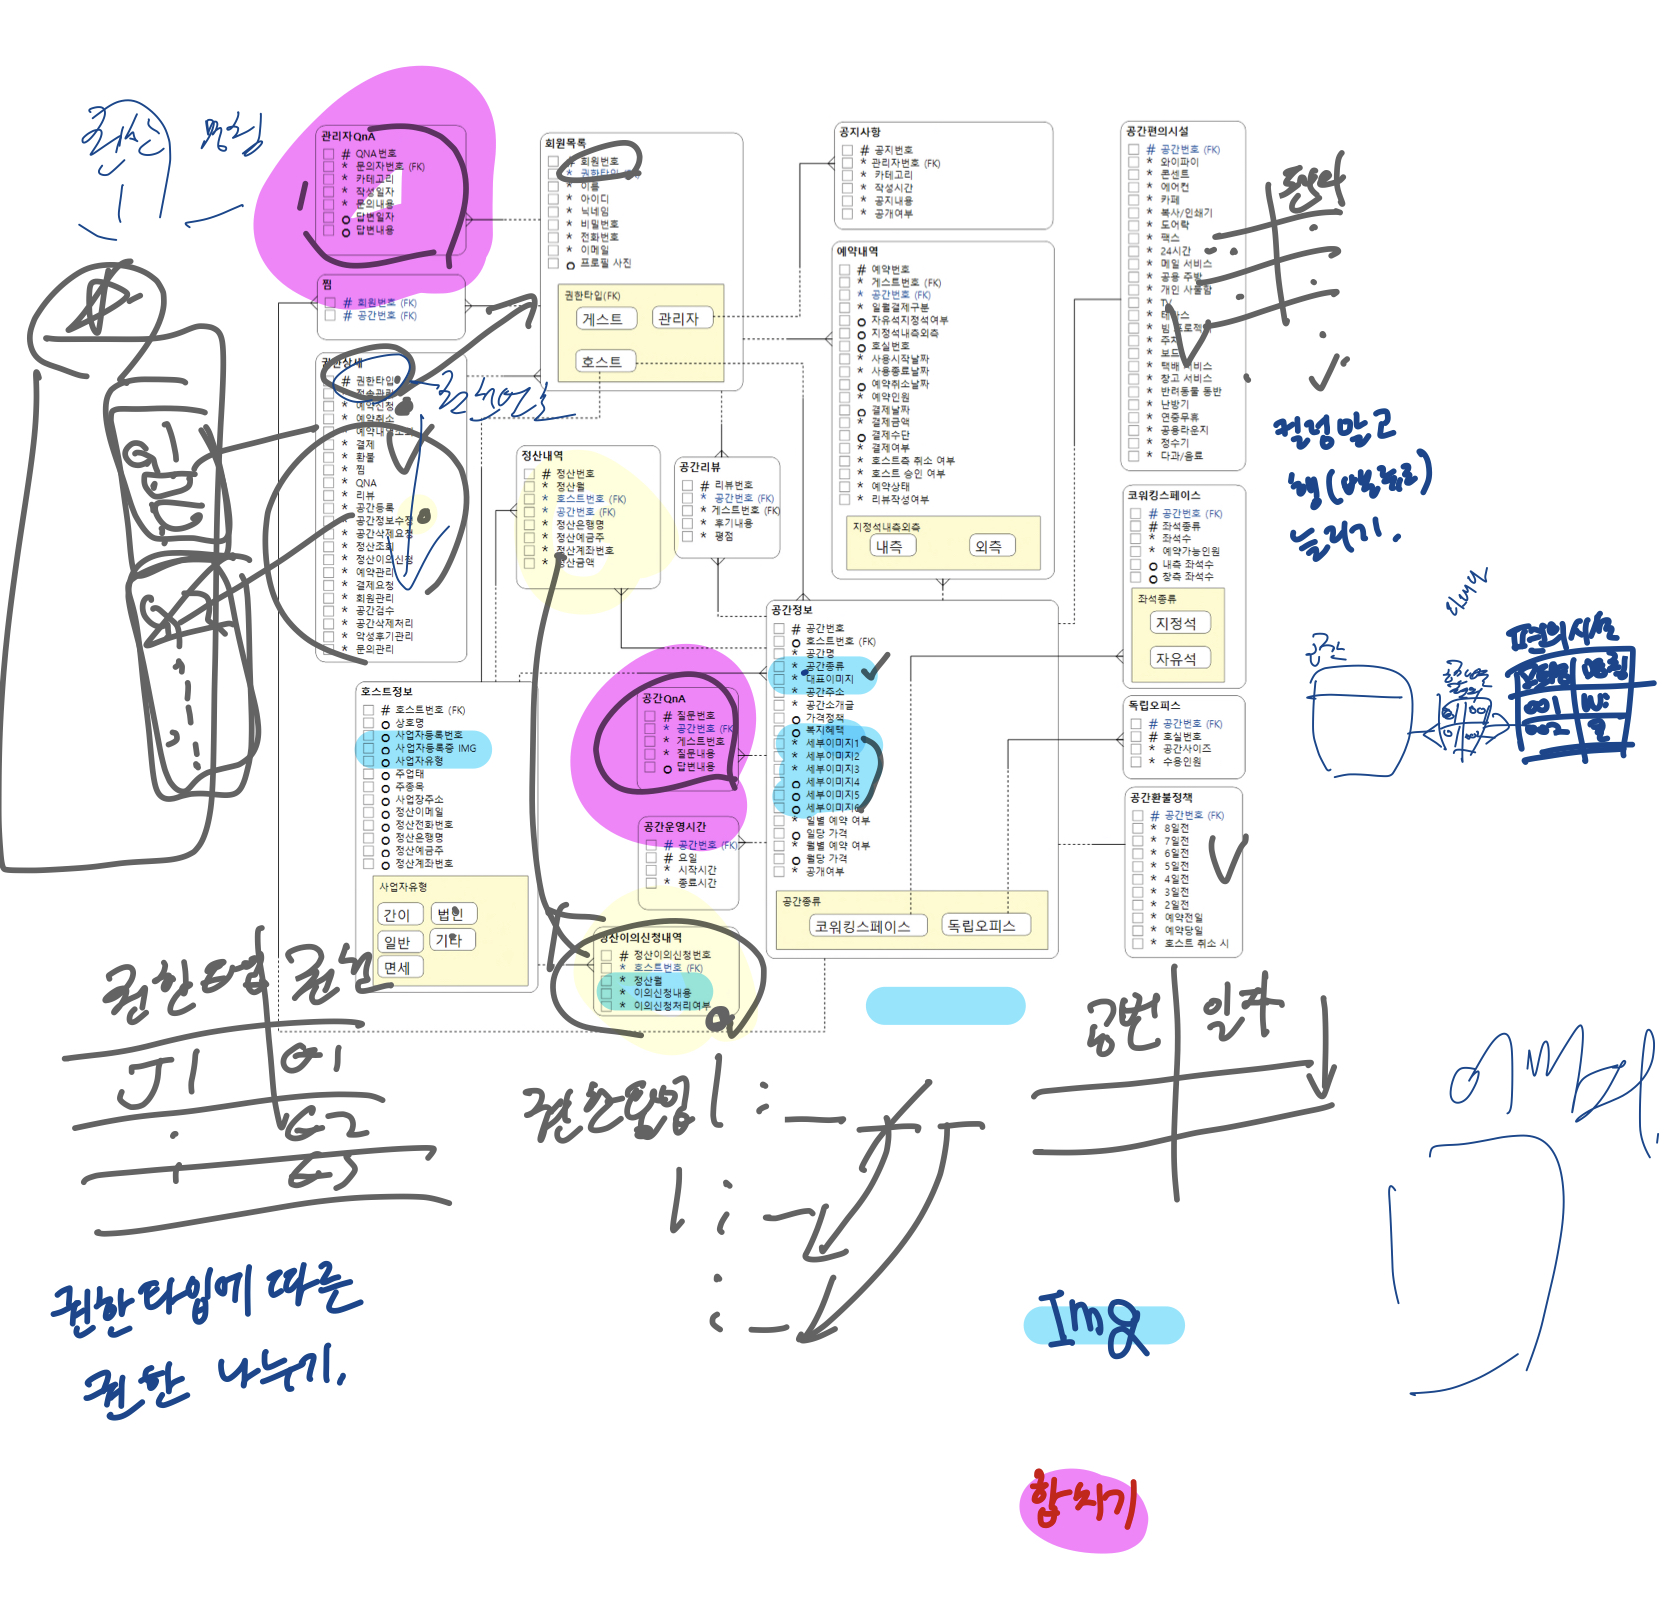 관리자QnA
# QNA번호
* 문의자번호 (FK)
* 카테고리
* 작성일자
* 문의내용
o 답변일자
o 답변내용
찜
# 회원번호 (FK)
# 공간번호 (FK)
권한상세
# 권한타입
* 예약신청
* 예약취소
* 결제
* 환불
* 찜
* QNA
* 리뷰
* 공간등록
* 공간정보수정
* 공간삭제요청
* 정산조회
* 정산이의신청
* 예약관리
* 결제요청
* 회원관리
* 공간검수
* 공간삭제처리
* 악성후기관리
* 문의관리
회원목록
# 회원번호
* 권한타입 (FK)
* 이름
* 아이디
* 닉네임
* 비밀번호
* 전화번호
* 이메일
o 프로필 사진
권한타입(FK)
게스트
관리자
호스트
공지사항
# 공지번호
* 관리자번호 (FK)
* 카테고리
* 작성시간
* 공지내용
* 공개여부
예약내역
# 예약번호
* 게스트번호 (FK)
* 공간번호 (FK)
* 일월결제구분
o 자유석지정석여부
o 지정석내측외측
o 호실번호
* 사용시작날짜
* 사용종료날짜
o 예약취소날짜
* 예약인원
o 결제날짜
* 결제금액
o 결제수단
* 결제여부
* 호스트측 취소 여부
* 호스트 승인 여부
* 예약상태
* 리뷰작성여부
지정석내측외측
내측
외측
공간편의시설
# 공간번호 (FK)
* 와이파이
* 콘센트
* 에어컨
* 카페
* 복사/인쇄기
* 도어락
* 팩스
* 24시간
* 메일 서비스
* 공용 주방
* 개인 사물함
* TV
* 테라스
* 빔 프로젝터
* 택배 서비스
* 창고 서비스
* 반려동물 동반
* 난방기
* 연중무휴
* 공용라운지
* 정수기
* 다과/음료
컬럼말고
행(밸류)
늘리기.
정산내역
# 정산번호
* 정산월
* 호스트번호 (FK)
* 공간번호 (FK)
* 정산은행명
* 정산예금주
* 정산계좌번호
* 정산금액
공간리뷰
# 리뷰번호
* 공간번호 (FK)
* 게스트번호 (FK)
* 후기내용
* 평점
코워킹스페이스
# 공간번호 (FK)
# 좌석종류
* 좌석수
* 예약가능인원
o 내측 좌석수
o 창측 좌석수
좌석종류
지정석
자유석
독립오피스
# 공간번호 (FK)
# 호실번호
* 공간사이즈
* 수용인원
공간환불정책
# 공간번호 (FK)
* 8일전
* 7일전
* 6일전
* 5일전
* 4일전
* 3일전
* 2일전
* 예약전일
* 예약당일
* 호스트 취소 시
공간정보
# 공간번호
o 호스트번호 (FK)
* 공간명
* 공간종류
* 대표이미지
* 공간주소
* 공간소개글
o 가격정책
o 복지혜택
* 세부이미지1
* 세부이미지2
* 세부이미지3
o 세부이미지4
o 세부이미지5
o 세부이미지6
* 일별 예약 여부
o 일당 가격
* 월별 예약 여부
o 월당 가격
* 공개여부
공간종류
코워킹스페이스
독립오피스
공간QnA
# 질문번호
* 공간번호 (FK)
* 게스트번호
* 질문내용
o 답변내용
공간운영시간
# 공간번호 (FK)
# 요일
* 시작시간
* 종료시간
호스트정보
# 호스트번호 (FK)
o 상호명
o 사업자등록번호
o 사업자등록증 IMG
o 사업자유형
o 주업태
o 주종목
o 사업장주소
o 정산이메일
o 정산전화번호
o 정산은행명
o 정산예금주
o 정산계좌번호
사업자유형
간이
법인
일반
기타
면세
정산이의신청내역
# 정산이의신청번호
* 호스트번호 (FK)
* 정산월
* 이의신청내용
* 이의신청처리여부
공간
편의시설
001
002
권한타입
G1
G2
G3
공번
일자
권한타입에 따른
권한 나누기.
Img
합치기